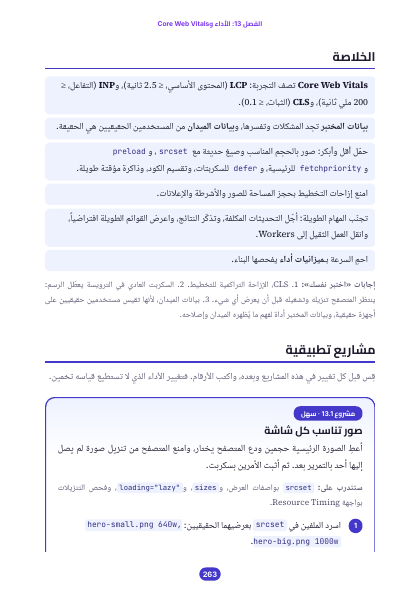 الفصل 13: الأداء وCore Web Vitals
الخلاصة
Core Web Vitals تصف التجربة: LCP (المحتوى الأساسي، ≤ 2.5 ثانية)، وINP (التفاعل، ≤
200 ملي ثانية)، وCLS (الثبات، ≤ 0.1).
بيانات المختبر تجد المشكلات وتفسرها، وبيانات الميدان من المستخدمين الحقيقيين هي الحقيقة.
حمّل أقل وأبكر: صور بالحجم المناسب وصيغ حديثة مع srcset، و preload
و fetchpriority للرئيسية، و defer للسكربتات، وتقسيم الكود، وذاكرة مؤقتة طويلة.
امنع إزاحات التخطيط بحجز المساحة للصور والأشرطة والإعلانات.
تجنّب المهام الطويلة: أجّل التحديثات المكلفة، وتذكّر النتائج، واعرض القوائم الطويلة افتراضياً،
وانقل العمل الثقيل إلى Workers.
احمِ السرعة بـميزانيات أداء يفحصها البناء.
إجابات «اختبر نفسك»: 1. CLS، الإزاحة التراكمية للتخطيط. 2. السكربت العادي في الترويسة يعطّل الرسم:
ينتظر المتصفح تنزيله وتشغيله قبل أن يعرض أي شيء. 3. بيانات الميدان، لأنها تقيس مستخدمين حقيقيين على
أجهزة حقيقية، وبيانات المختبر أداة لفهم ما يُظهره الميدان وإصلاحه.
مشاريع تطبيقية
قِس قبل كل تغيير في هذه المشاريع وبعده، واكتب الأرقام. فتغيير الأداء الذي لا تستطيع قياسه تخمين.
مشروع 13.1 · سهل
صور تناسب كل شاشة
أعطِ الصورة الرئيسية حجمين ودع المتصفح يختار، وامنع المتصفح من تنزيل صورة لم يصل
إليها أحد بالتمرير بعد. ثم أثبت الأمرين بسكربت.
ستتدرب على: srcset بواصفات العرض، و sizes، و loading="lazy"، وفحص التنزيلات
بواجهة Resource Timing.
1 اسرد الملفين في srcset بعرضيهما الحقيقيين: hero-small.png 640w,
hero-big.png 1000w.
263